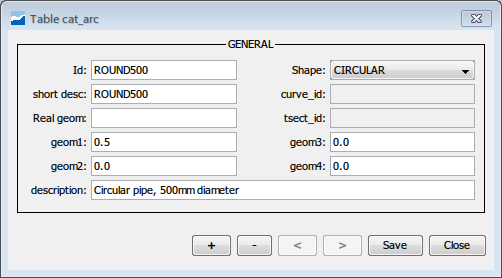 Table cat_arc
GENERAL
Id: ROUND500 Shape: CIRCULAR
short desc: ROUND500 curve_id:
Real geom: tsect_id:
geom1: 0.5 geom3: 0.0
geom2: 0.0 geom4: 0.0
description: Circular pipe, 500mm diameter
+ - < > Save Close